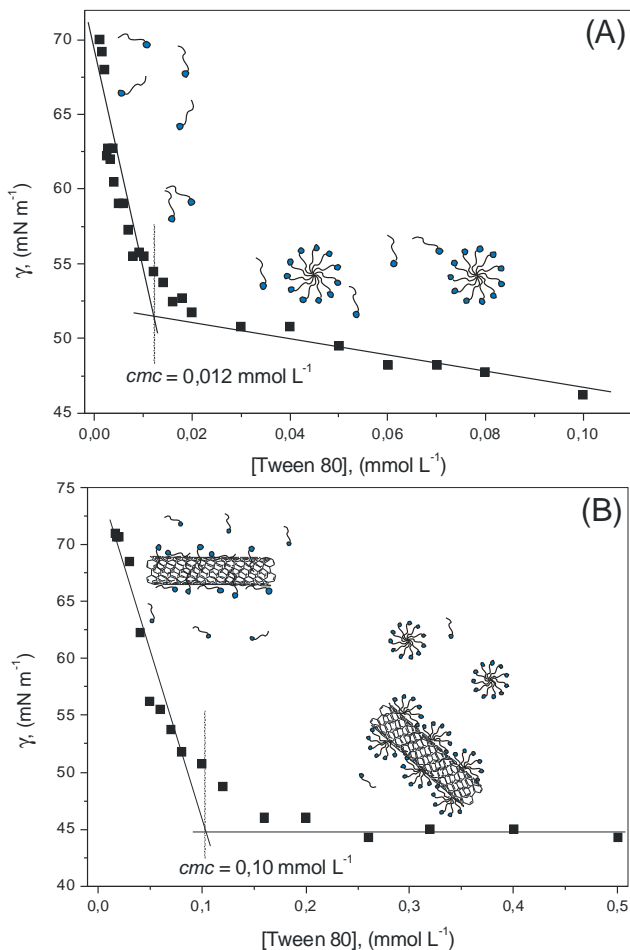 (A)
70
65
60
55
50
45
γ, (mN m⁻¹)
cmc = 0,012 mmol L⁻¹
0,00 0,02 0,04 0,06 0,08 0,10
[Tween 80], (mmol L⁻¹)
(B)
75
70
65
60
55
50
45
40
γ, (mN m⁻¹)
cmc = 0,10 mmol L⁻¹
0,0 0,1 0,2 0,3 0,4 0,5
[Tween 80], (mmol L⁻¹)